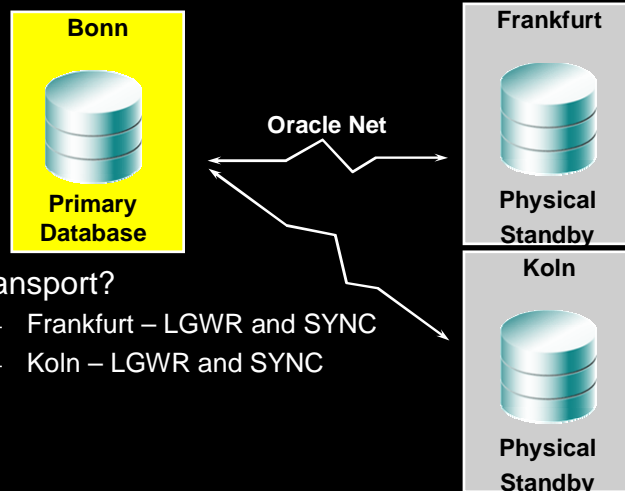 Bonn
Primary
Database
Oracle Net
Frankfurt
Physical
Standby
Koln
Physical
Standby
ansport?
– Frankfurt – LGWR and SYNC
– Koln – LGWR and SYNC